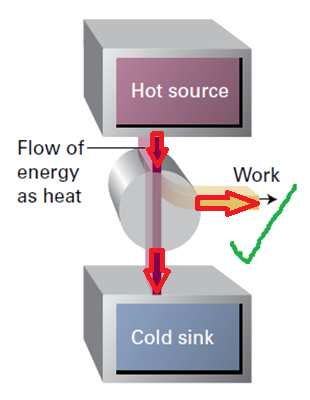 Hot source
Flow of
energy
as heat
Work
Cold sink